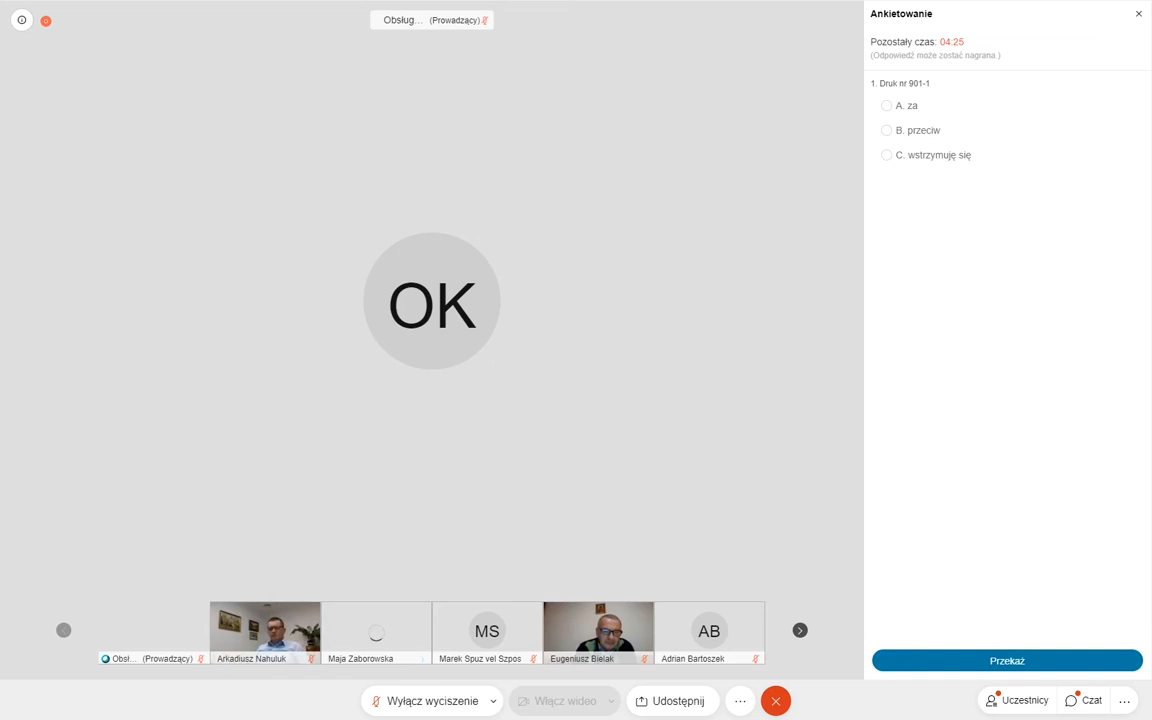 Obsług... (Prowadzący)
Ankietowanie
Pozostały czas: 04:25
(Odpowiedź może zostać nagrana.)
1. Druk nr 901-1
A. za
B. przeciw
C. wstrzymuję się
OK
MS
AB
Obsł... (Prowadzący)
Arkadiusz Nahuluk
Maja Zaborowska
Marek Spuz vel Szpos
Eugeniusz Bielak
Adrian Bartoszek
Przekaż
Wyłącz wyciszenie
Włącz wideo
Udostępnij
Uczestnicy
Czat